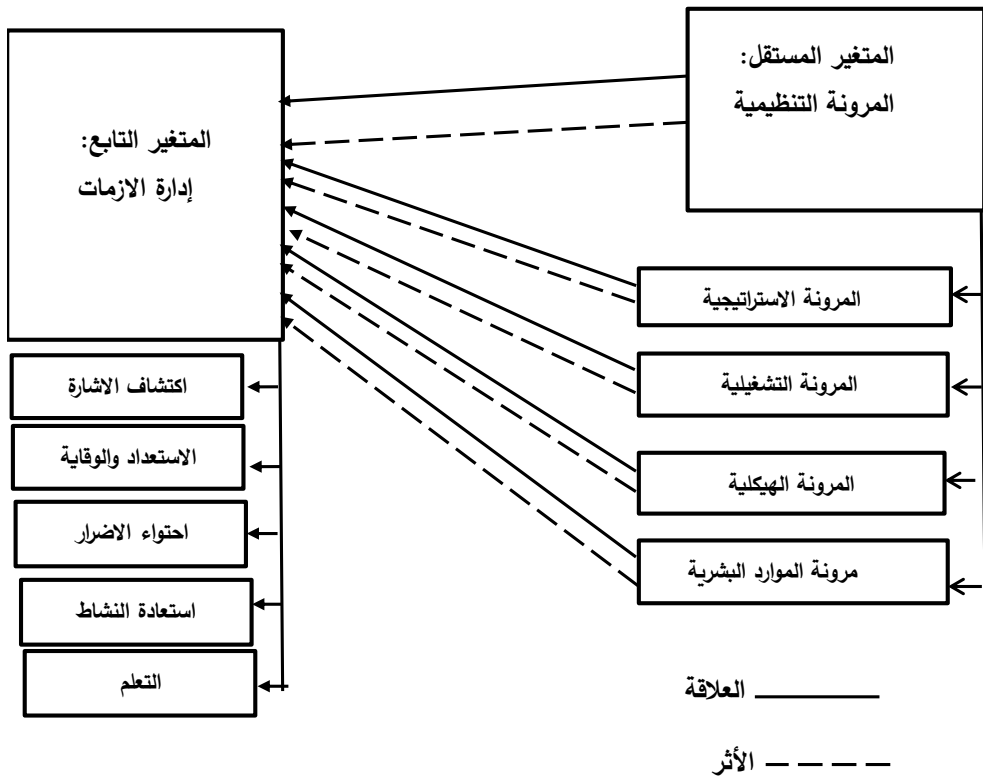 المتغير المستقل:
المرونة التنظيمية
المتغير التابع:
إدارة الازمات
المرونة الاستراتيجية
المرونة التشغيلية
المرونة الهيكلية
مرونة الموارد البشرية
اكتشاف الاشارة
الاستعداد والوقاية
احتواء الاضرار
استعادة النشاط
التعلم
العلاقة
الأثر